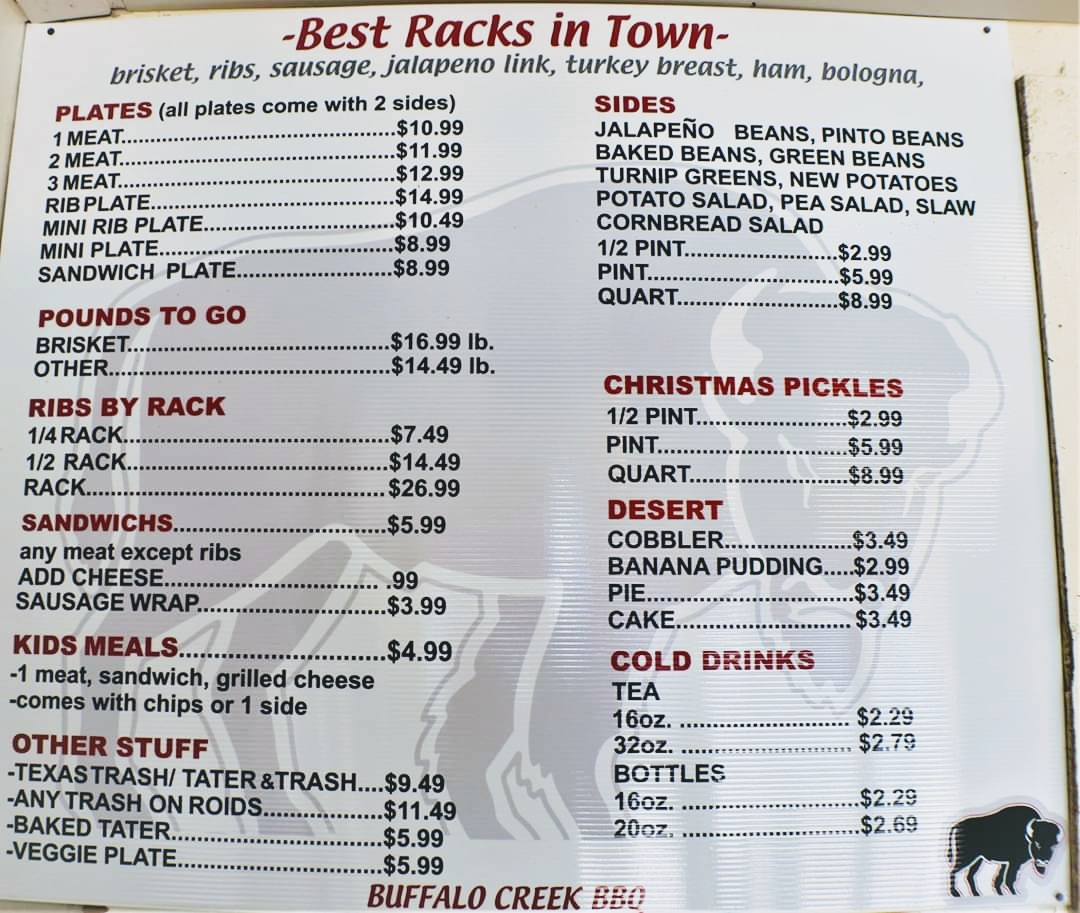 -Best Racks in Town-
brisket, ribs, sausage, jalapeno link, turkey breast, ham, bologna,
PLATES (all plates come with 2 sides)
1 MEAT..............................$10.99
2 MEAT..............................$11.99
3 MEAT..............................$12.99
RIB PLATE...........................$14.99
MINI RIB PLATE......................$10.49
MINI PLATE..........................$8.99
SANDWICH PLATE......................$8.99
POUNDS TO GO
BRISKET.............................$16.99 lb.
OTHER...............................$14.49 lb.
RIBS BY RACK
1/4 RACK............................$7.49
1/2 RACK............................$14.49
RACK................................$26.99
SANDWICHS...........................$5.99
any meat except ribs
ADD CHEESE.......................... .99
SAUSAGE WRAP........................$3.99
KIDS MEALS..........................$4.99
-1 meat, sandwich, grilled cheese
-comes with chips or 1 side
OTHER STUFF
-TEXAS TRASH/ TATER & TRASH....$9.49
-ANY TRASH ON ROIDS.............$11.49
-BAKED TATER........................$5.99
-VEGGIE PLATE.......................$5.99
SIDES
JALAPEÑO BEANS, PINTO BEANS
BAKED BEANS, GREEN BEANS
TURNIP GREENS, NEW POTATOES
POTATO SALAD, PEA SALAD, SLAW
CORNBREAD SALAD
1/2 PINT....................$2.99
PINT........................$5.99
QUART.......................$8.99
CHRISTMAS PICKLES
1/2 PINT....................$2.99
PINT........................$5.99
QUART.......................$8.99
DESERT
COBBLER.................$3.49
BANANA PUDDING.....$2.99
PIE.........................$3.49
CAKE........................ $3.49
COLD DRINKS
TEA
16oz. ...................... $2.29
32oz. ...................... $2.79
BOTTLES
16oz. .......................$2.29
20oz. .......................$2.69
BUFFALO CREEK BBQ